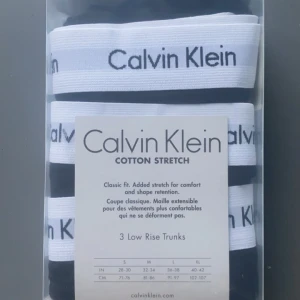 Calvin Klein
Calvin Klein
COTTON STRETCH
Classic fit. Added stretch for comfort
and shape retention.
Coupe classique. Maille extensible
pour des vêtements plus confortables
qui ne se déforment pas.
3 Low Rise Trunks
S M L XL
calvinklein.com